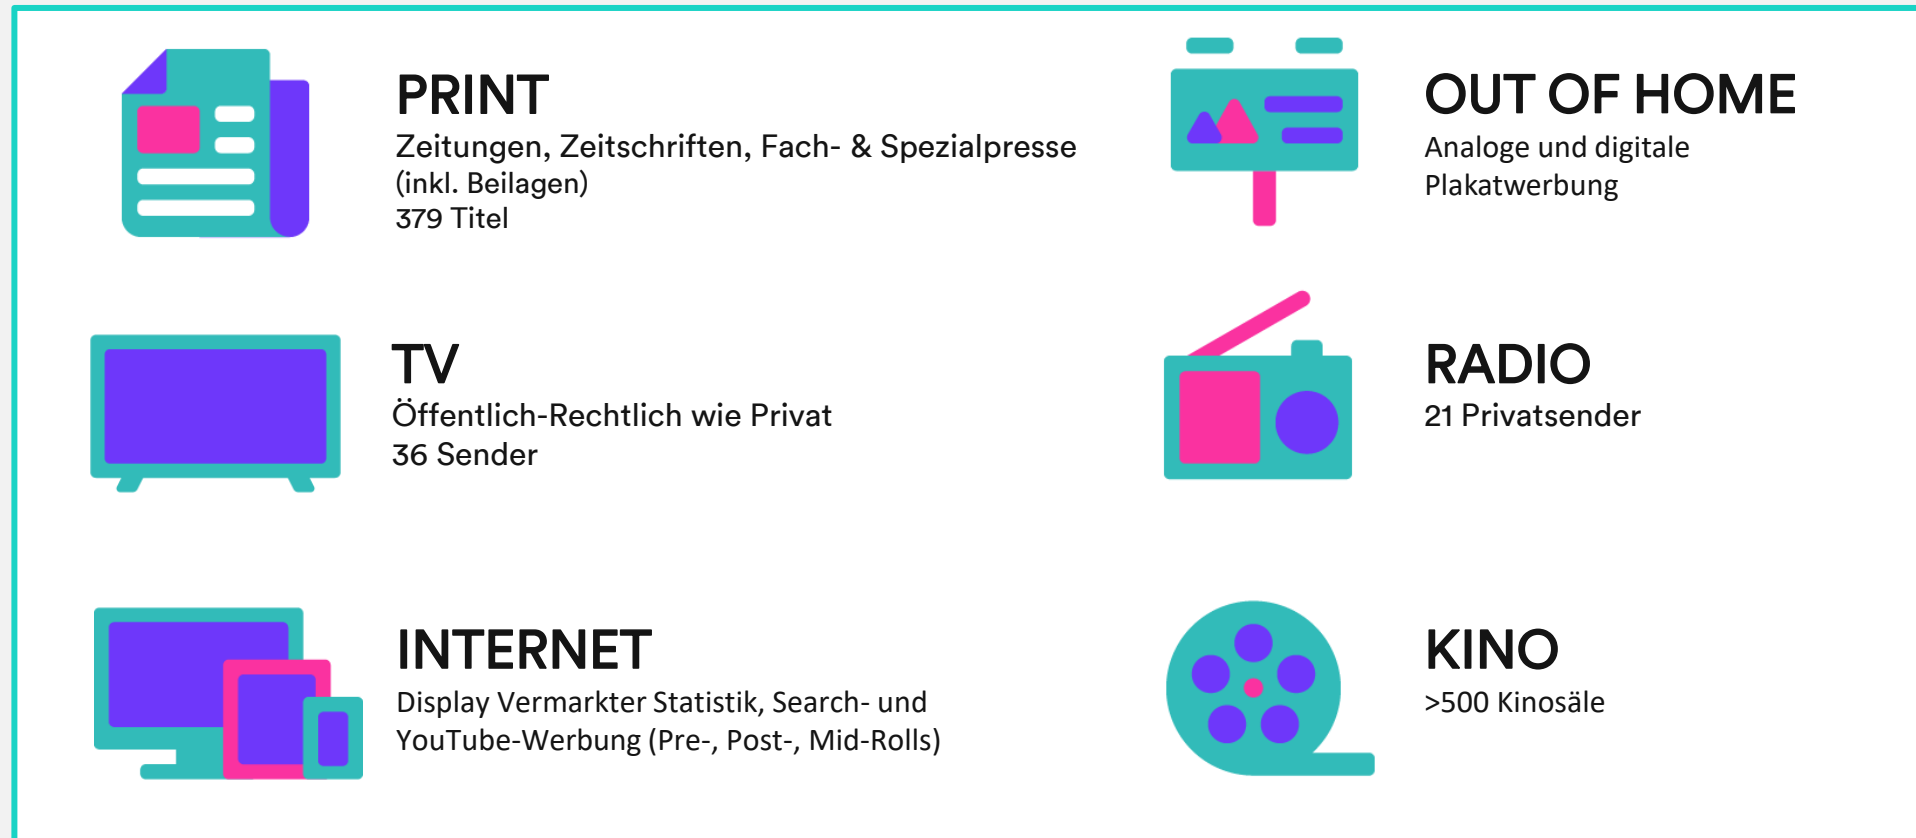 PRINT
Zeitungen, Zeitschriften, Fach- & Spezialpresse
(inkl. Beilagen)
379 Titel
OUT OF HOME
Analoge und digitale
Plakatwerbung
TV
Öffentlich-Rechtlich wie Privat
36 Sender
RADIO
21 Privatsender
INTERNET
Display Vermarkter Statistik, Search- und
YouTube-Werbung (Pre-, Post-, Mid-Rolls)
KINO
>500 Kinosäle